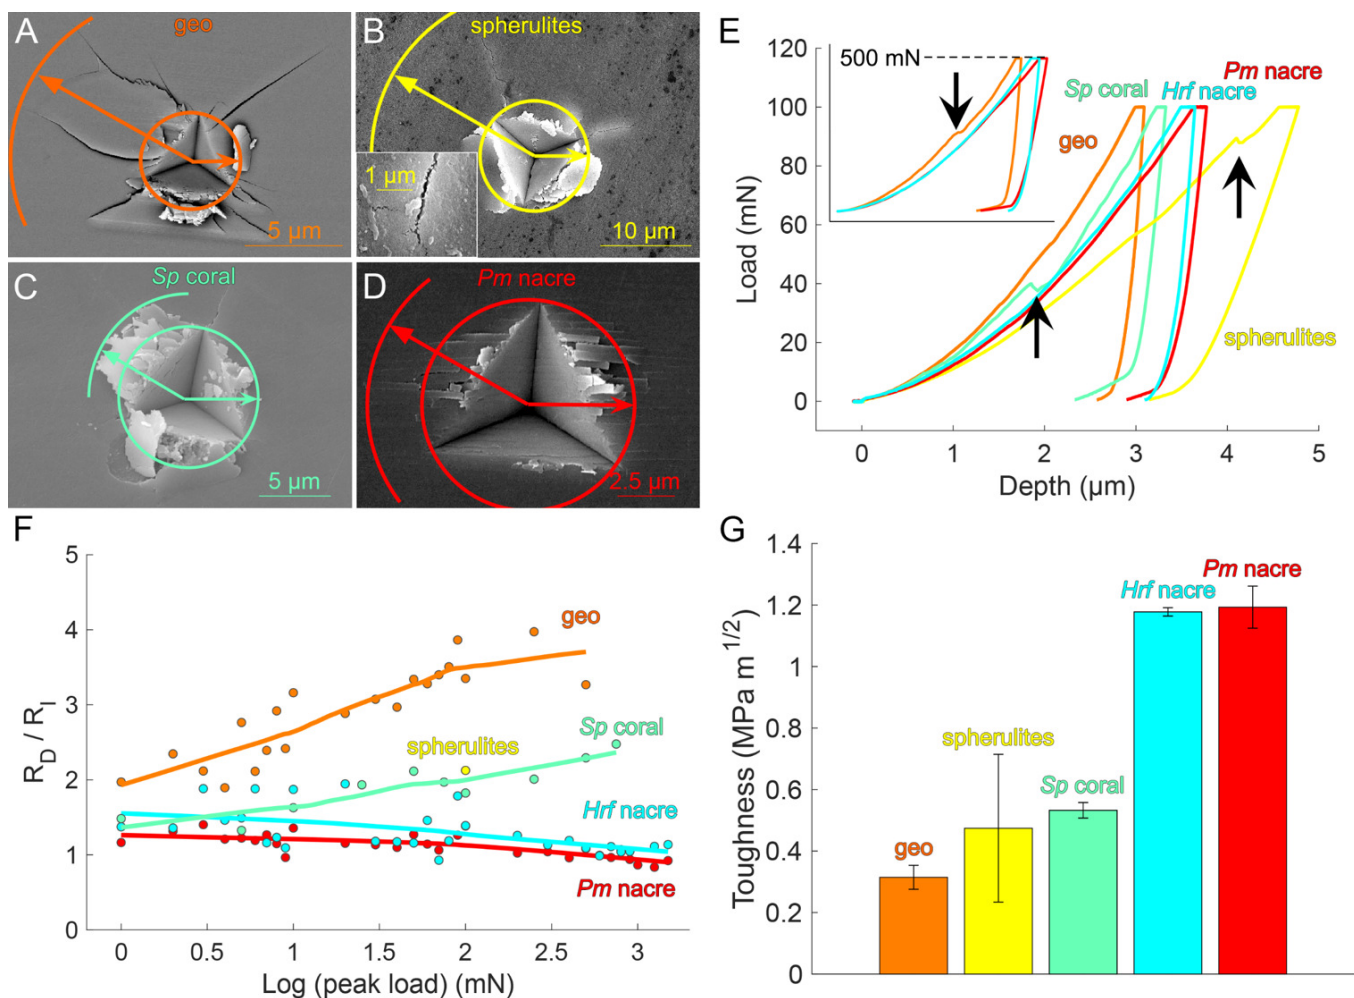 A
geo
5 µm
B
spherulites
1 µm
10 µm
C
Sp coral
5 µm
D
Pm nacre
2.5 µm
E
120
100
80
60
40
20
0
Load (mN)
500 mN
Pm nacre
Sp coral
Hrf nacre
geo
spherulites
0
1
2
3
4
5
Depth (µm)
F
5
4
3
2
1
0
R_D / R_I
geo
Sp coral
spherulites
Hrf nacre
Pm nacre
0
0.5
1
1.5
2
2.5
3
Log (peak load) (mN)
G
1.4
1.2
1
0.8
0.6
0.4
0.2
0
Toughness (MPa m^1/2)
geo
spherulites
Sp coral
Hrf nacre
Pm nacre